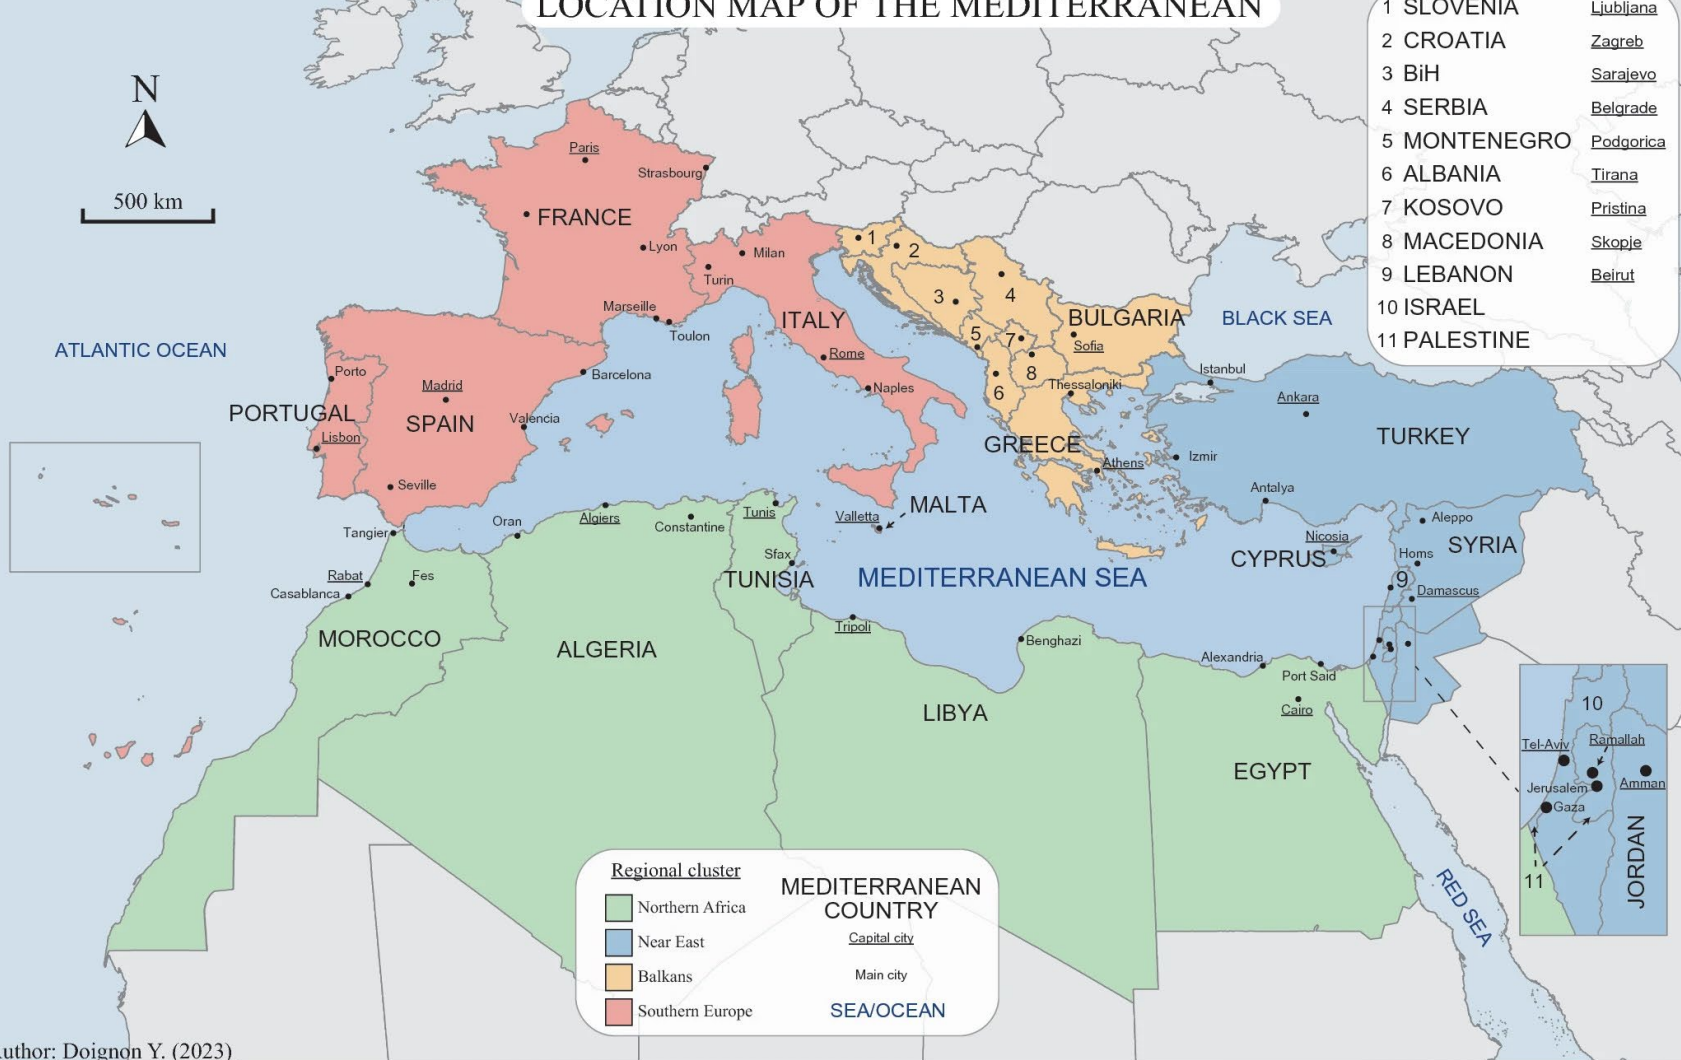 LOCATION MAP OF THE MEDITERRANEAN
1 SLOVENIA Ljubljana
2 CROATIA Zagreb
3 BiH Sarajevo
4 SERBIA Belgrade
5 MONTENEGRO Podgorica
6 ALBANIA Tirana
7 KOSOVO Pristina
8 MACEDONIA Skopje
9 LEBANON Beirut
10 ISRAEL
11 PALESTINE
N
500 km
Paris
Strasbourg
FRANCE
Lyon
Milan
Turin
1
2
3
4
Marseille
Toulon
ITALY
BULGARIA
BLACK SEA
5
7
Sofia
ATLANTIC OCEAN
Rome
Porto
Barcelona
8
Istanbul
Madrid
Naples
6
Thessaloniki
Ankara
PORTUGAL
SPAIN
Valencia
Lisbon
GREECE
TURKEY
Athens
Izmir
Seville
Antalya
MALTA
Valletta
Tangier
Oran
Algiers
Constantine
Tunis
Aleppo
Nicosia
SYRIA
CYPRUS
Homs
Sfax
TUNISIA
MEDITERRANEAN SEA
9
Damascus
Rabat
Fes
Casablanca
MOROCCO
ALGERIA
Tripoli
Benghazi
Alexandria
Port Said
Cairo
LIBYA
EGYPT
10
Tel-Aviv
Ramallah
Amman
Jerusalem
Gaza
JORDAN
11
RED SEA
Regional cluster
Northern Africa
Near East
Balkans
Southern Europe
MEDITERRANEAN
COUNTRY
Capital city
Main city
SEA/OCEAN
uthor: Doignon Y. (2023)